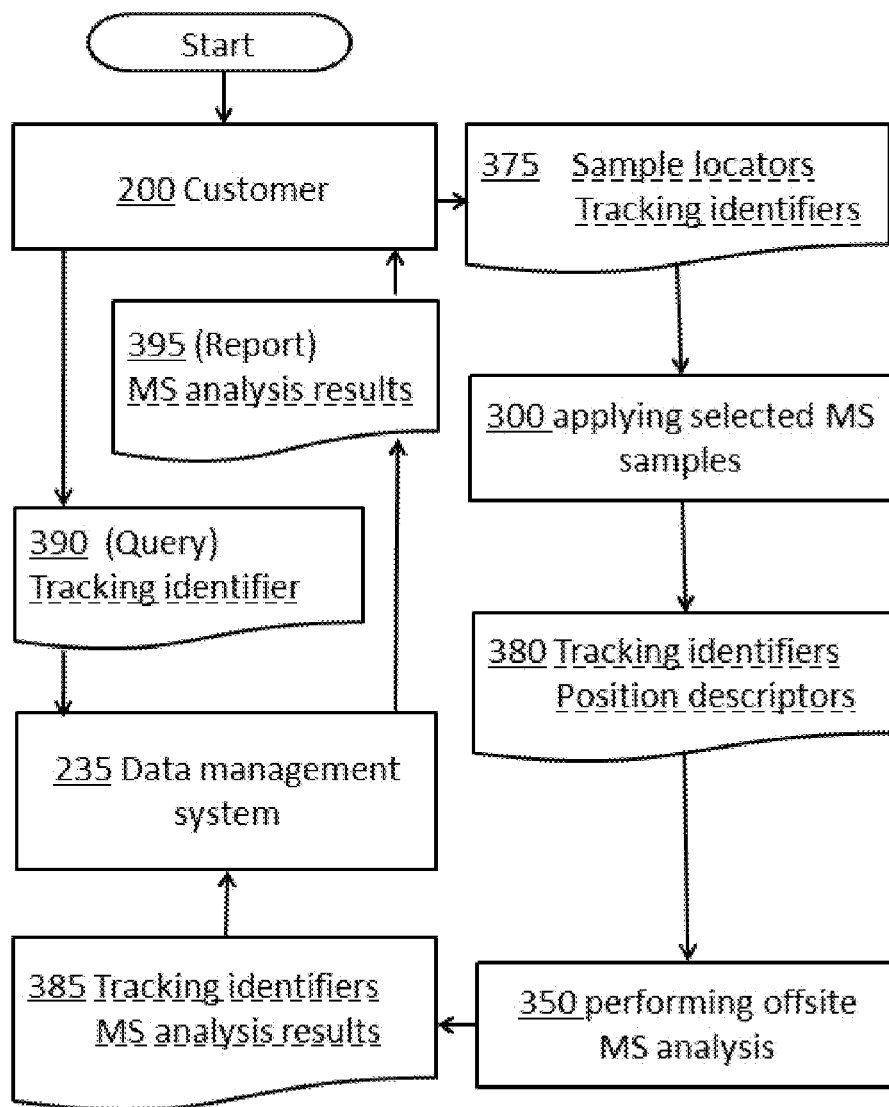 Start
200 Customer
375 Sample locators
Tracking identifiers
395 (Report)
MS analysis results
300 applying selected MS
samples
390 (Query)
Tracking identifier
380 Tracking identifiers
Position descriptors
235 Data management
system
385 Tracking identifiers
MS analysis results
350 performing offsite
MS analysis